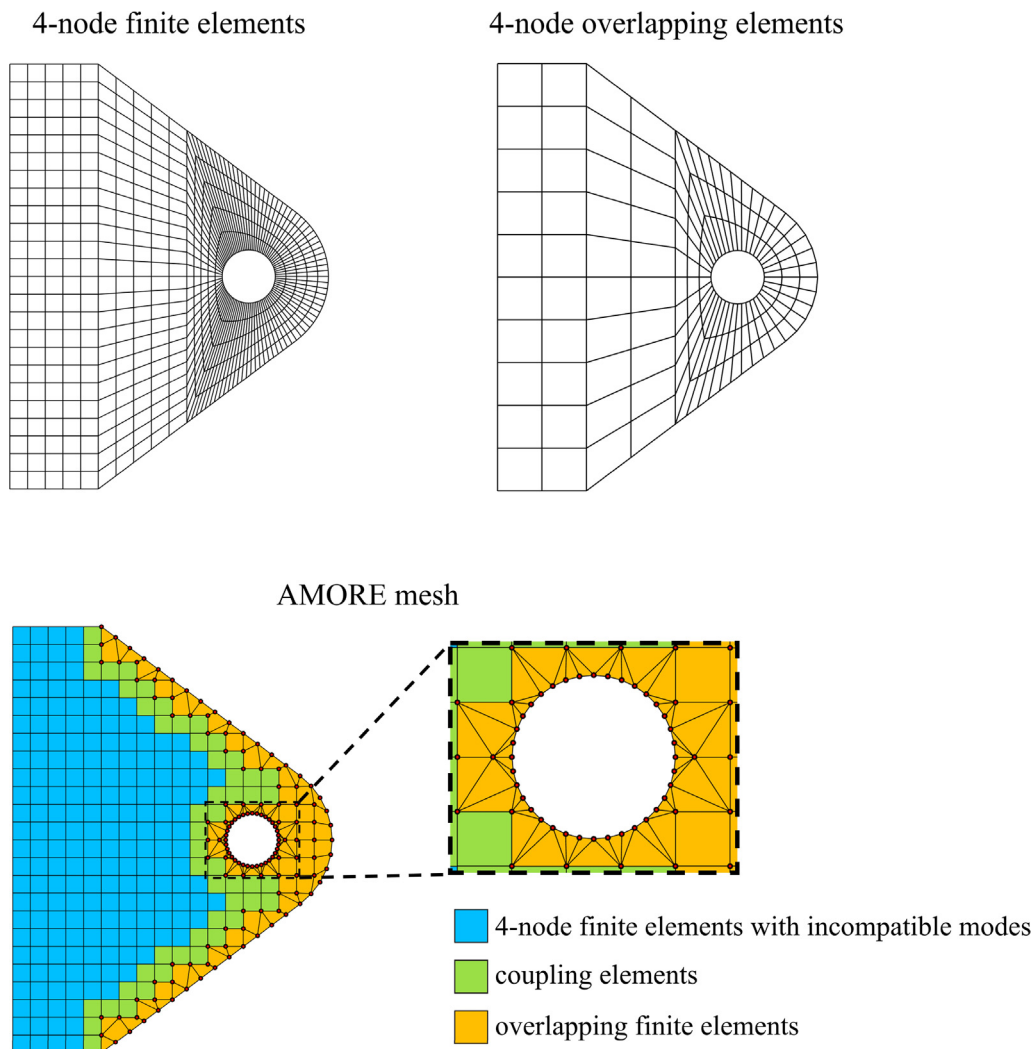 4-node finite elements
4-node overlapping elements
AMORE mesh
4-node finite elements with incompatible modes
coupling elements
overlapping finite elements